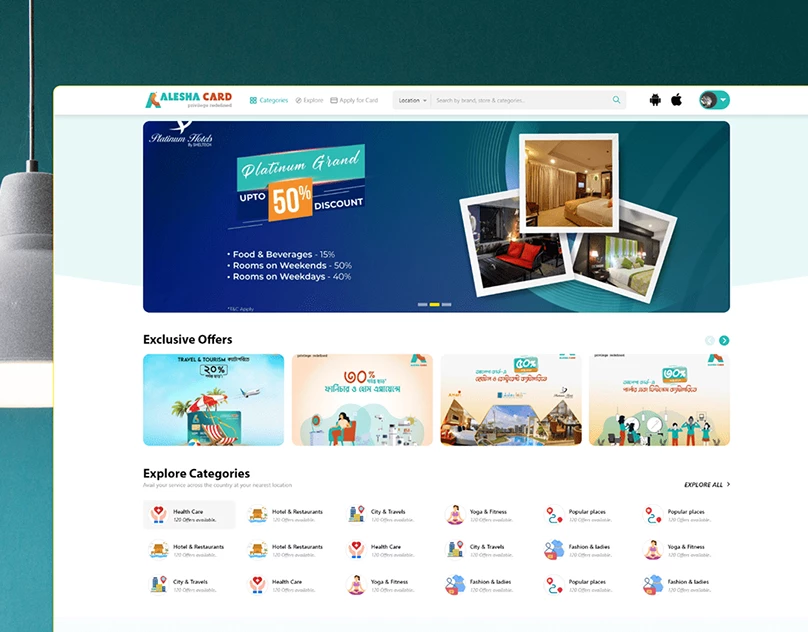 ALESHA CARD
privilege redefined
Categories
Explore
Apply for Card
Location
Search by brand, store & categories..
Platinum Hotels
By SHELTECH
Platinum Grand
UPTO 50% DISCOUNT
• Food & Beverages - 15%
• Rooms on Weekends - 50%
• Rooms on Weekdays - 40%
*T&C Apply
Exclusive Offers
TRAVEL & TOURISM ক্যাটাগরিতে
২০%
privilege redefined
ALESHA CARD
৩০%
ফার্নিচার ও হোম এপ্লায়েন্সে
৫০%
হোটেল ও রেস্টুরেন্ট ক্যাটাগরিতে
privilege redefined
ALESHA CARD
৩০%
Explore Categories
Avail your service across the country at your nearest location
EXPLORE ALL
Health Care
120 Offers available.
Hotel & Restaurants
120 Offers available.
City & Travels
120 Offers available.
Yoga & Fitness
120 Offers available.
Popular places
120 Offers available.
Popular places
120 Offers available.
Hotel & Restaurants
120 Offers available.
Hotel & Restaurants
120 Offers available.
Health Care
120 Offers available.
City & Travels
120 Offers available.
Fashion & ladies
120 Offers available.
Yoga & Fitness
120 Offers available.
City & Travels
120 Offers available.
Health Care
120 Offers available.
Yoga & Fitness
120 Offers available.
Fashion & ladies
120 Offers available.
Popular places
120 Offers available.
Fashion & ladies
120 Offers available.